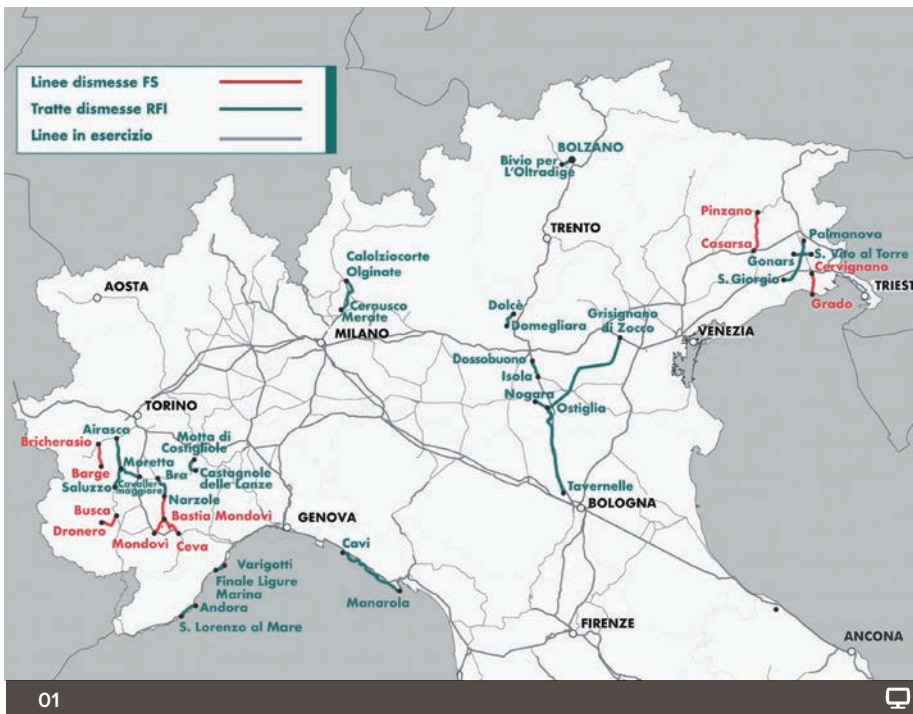 Linee dismesse FS
Tratte dismesse RFI
Linee in esercizio
BOLZANO
Bivio per
L'Oltradige
TRENTO
Pinzano
Casarsa
Palmanova
Gonars
S. Vito al Torre
S. Giorgio
Cervignano
Grado
TRIEST
AOSTA
Calolziocorte
Olginate
Cernusco
Merate
MILANO
Dolcè
Domegliara
Grisignano
di Zocco
VENEZIA
Dossobuono
Isola
Nogara
Ostiglia
Tavernelle
BOLOGNA
TORINO
Airasca
Bricherasio
Barge
Moretta
Saluzzo
Cavaller
maggiore
Motta di
Costigliole
Bra
Castagnole
delle Lanze
Narzole
Busca
Dronero
Bastia Mondovì
Mondovì
Ceva
GENOVA
Cavi
Manarola
Varigotti
Finale Ligure
Marina
Andora
S. Lorenzo al Mare
FIRENZE
ANCONA
01